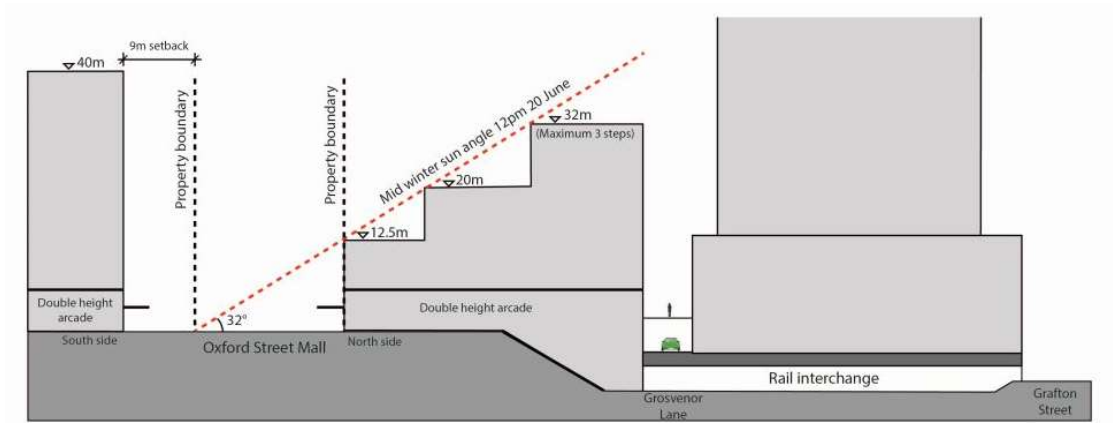 9m setback
40m
Property boundary
Property boundary
Mid winter sun angle 12pm 20 June
32m
(Maximum 3 steps)
20m
12.5m
Double height
arcade
Double height arcade
32°
South side
Oxford Street Mall
North side
Rail interchange
Grosvenor
Lane
Grafton
Street